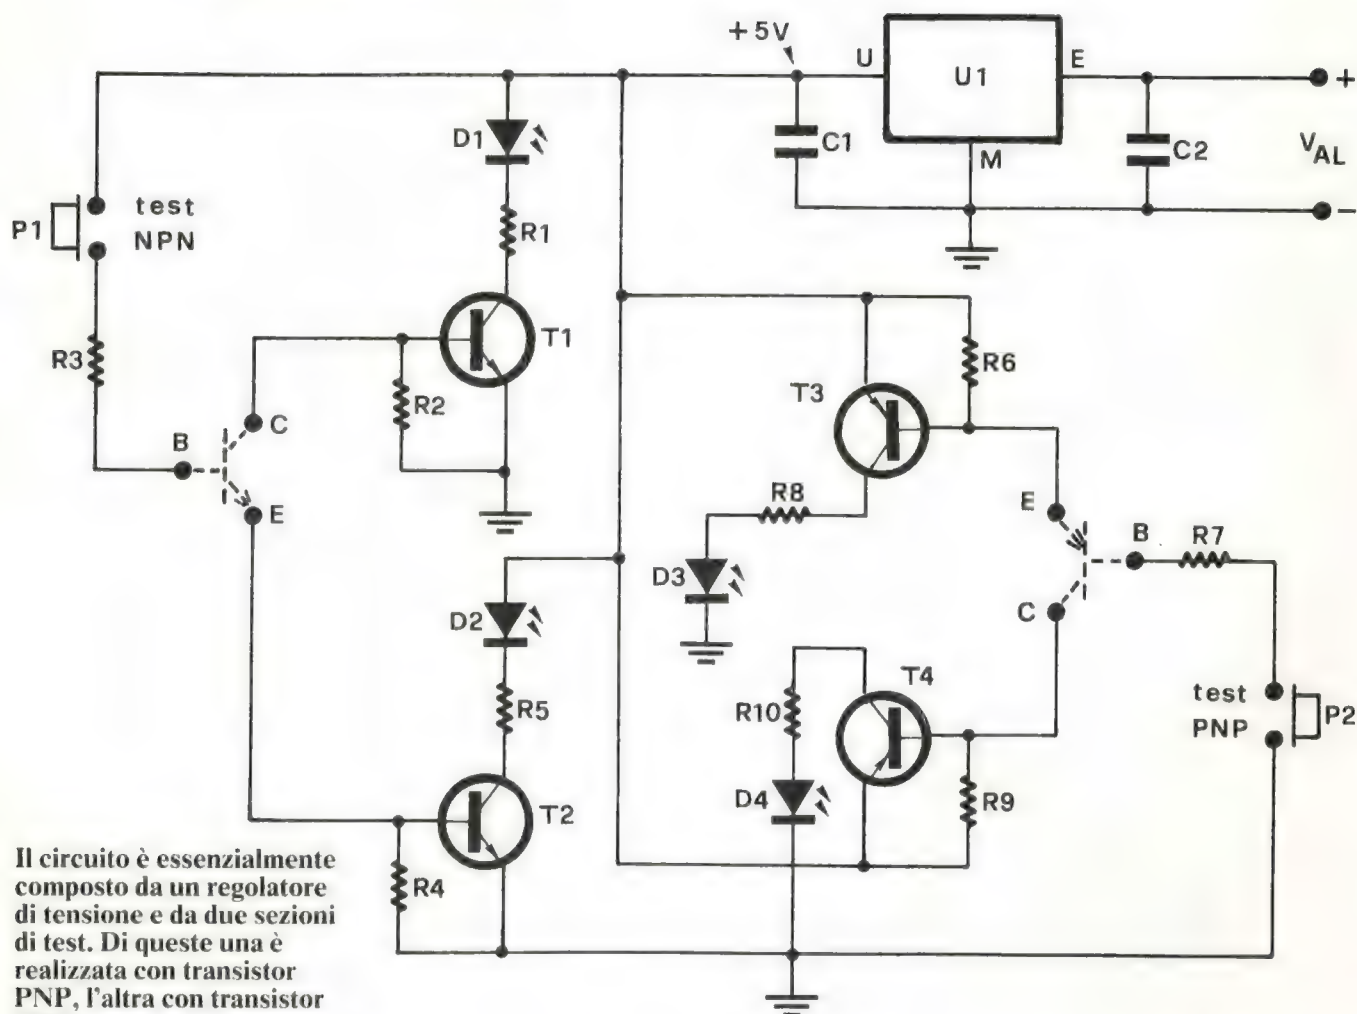 +5V
U
U1
E
+
D1
C1
M
C2
VAL
P1
test
NPN
R1
−
T1
R3
R2
R6
T3
C
B
E
R8
E
B
R7
D3
D2
C
T4
R5
R10
test
PNP
P2
D4
R9
T2
R4
Il circuito è essenzialmente
composto da un regolatore
di tensione e da due sezioni
di test. Di queste una è
realizzata con transistor
PNP, l'altra con transistor